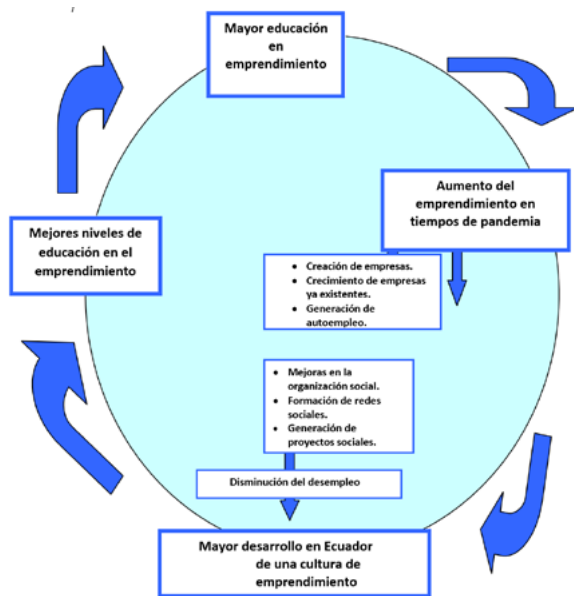 Mayor educación
en
emprendimiento
Aumento del
emprendimiento en
tiempos de pandemia
Mejores niveles de
educación en el
emprendimiento
• Creación de empresas.
• Crecimiento de empresas
ya existentes.
• Generación de
autoempleo.
• Mejoras en la
organización social.
• Formación de redes
sociales.
• Generación de
proyectos sociales.
Disminución del desempleo
Mayor desarrollo en Ecuador
de una cultura de
emprendimiento